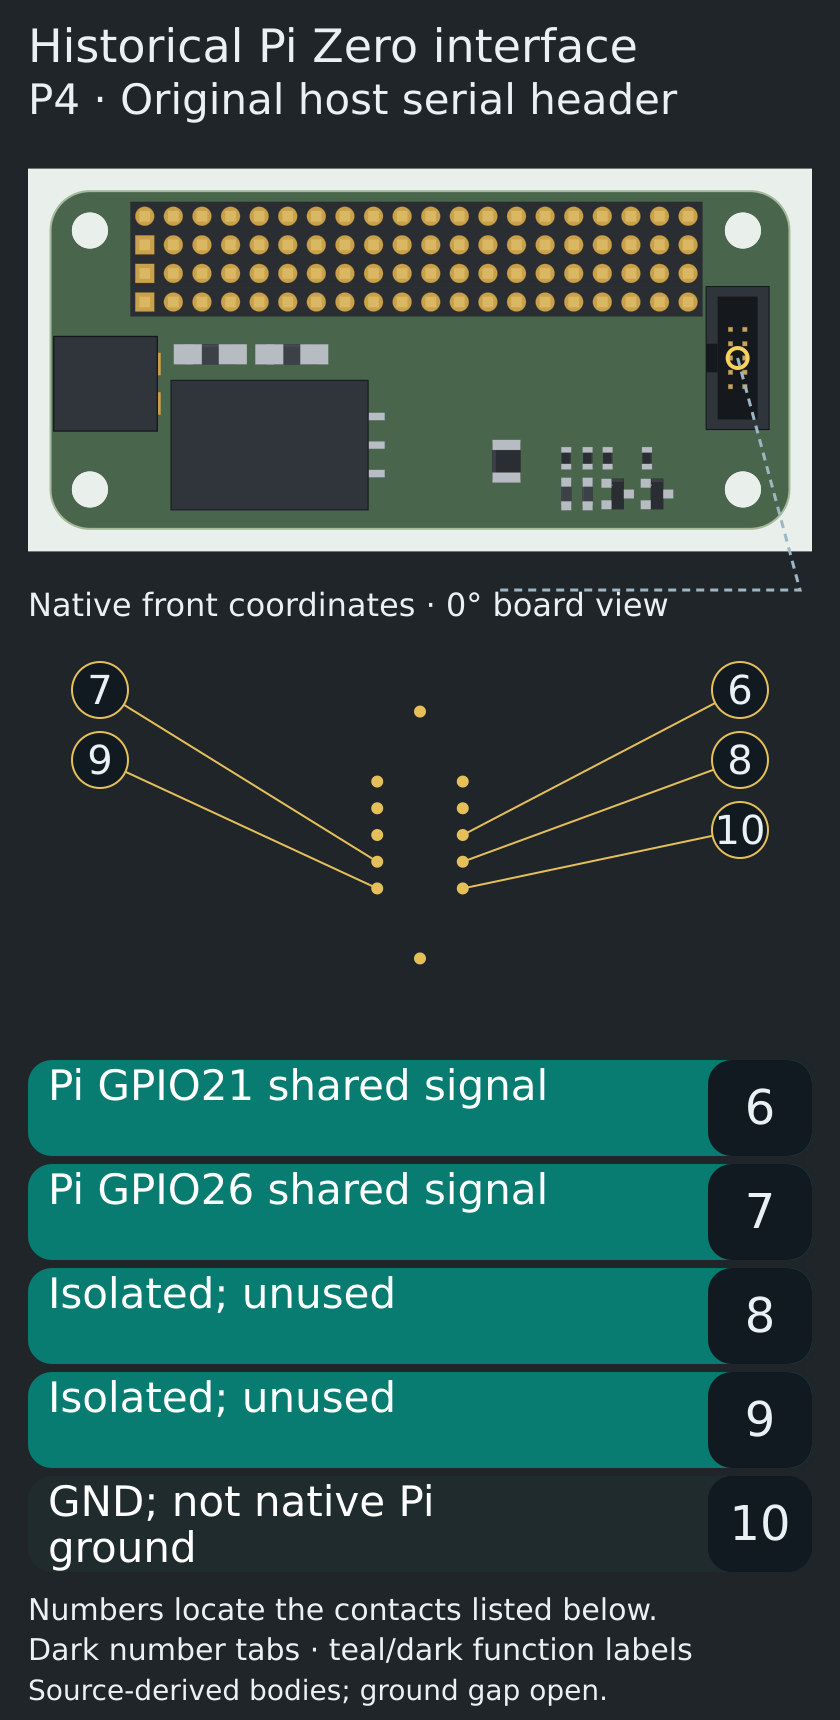 Historical Pi Zero interface
P4 · Original host serial header
Native front coordinates · 0° board view
7
6
9
8
10
Pi GPIO21 shared signal
6
Pi GPIO26 shared signal
7
Isolated; unused
8
Isolated; unused
9
GND; not native Pi
ground
10
Numbers locate the contacts listed below.
Dark number tabs · teal/dark function labels
Source-derived bodies; ground gap open.